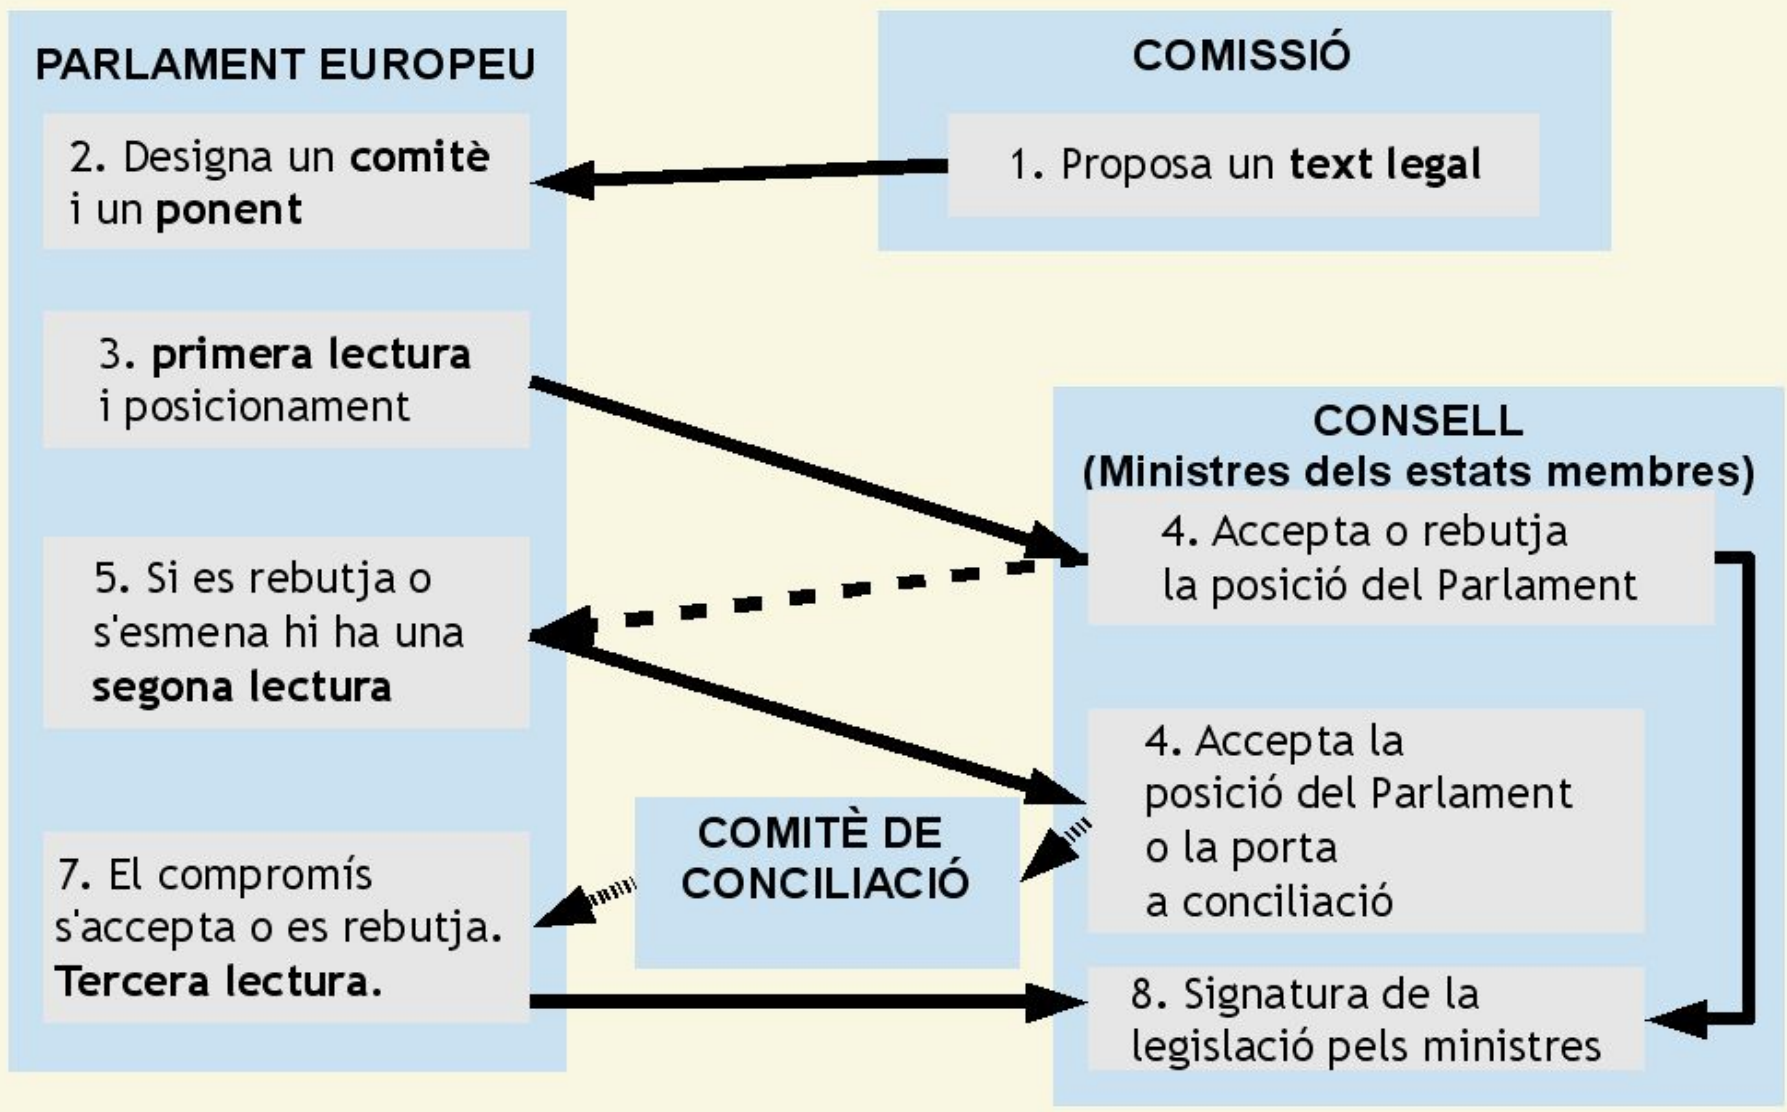 PARLAMENT EUROPEU
2. Designa un comitè
i un ponent
3. primera lectura
i posicionament
5. Si es rebutja o
s'esmena hi ha una
segona lectura
7. El compromís
s'accepta o es rebutja.
Tercera lectura.
COMISSIÓ
1. Proposa un text legal
COMITÈ DE
CONCILIACIÓ
CONSELL
(Ministres dels estats membres)
4. Accepta o rebutja
la posició del Parlament
4. Accepta la
posició del Parlament
o la porta
a conciliació
8. Signatura de la
legislació pels ministres